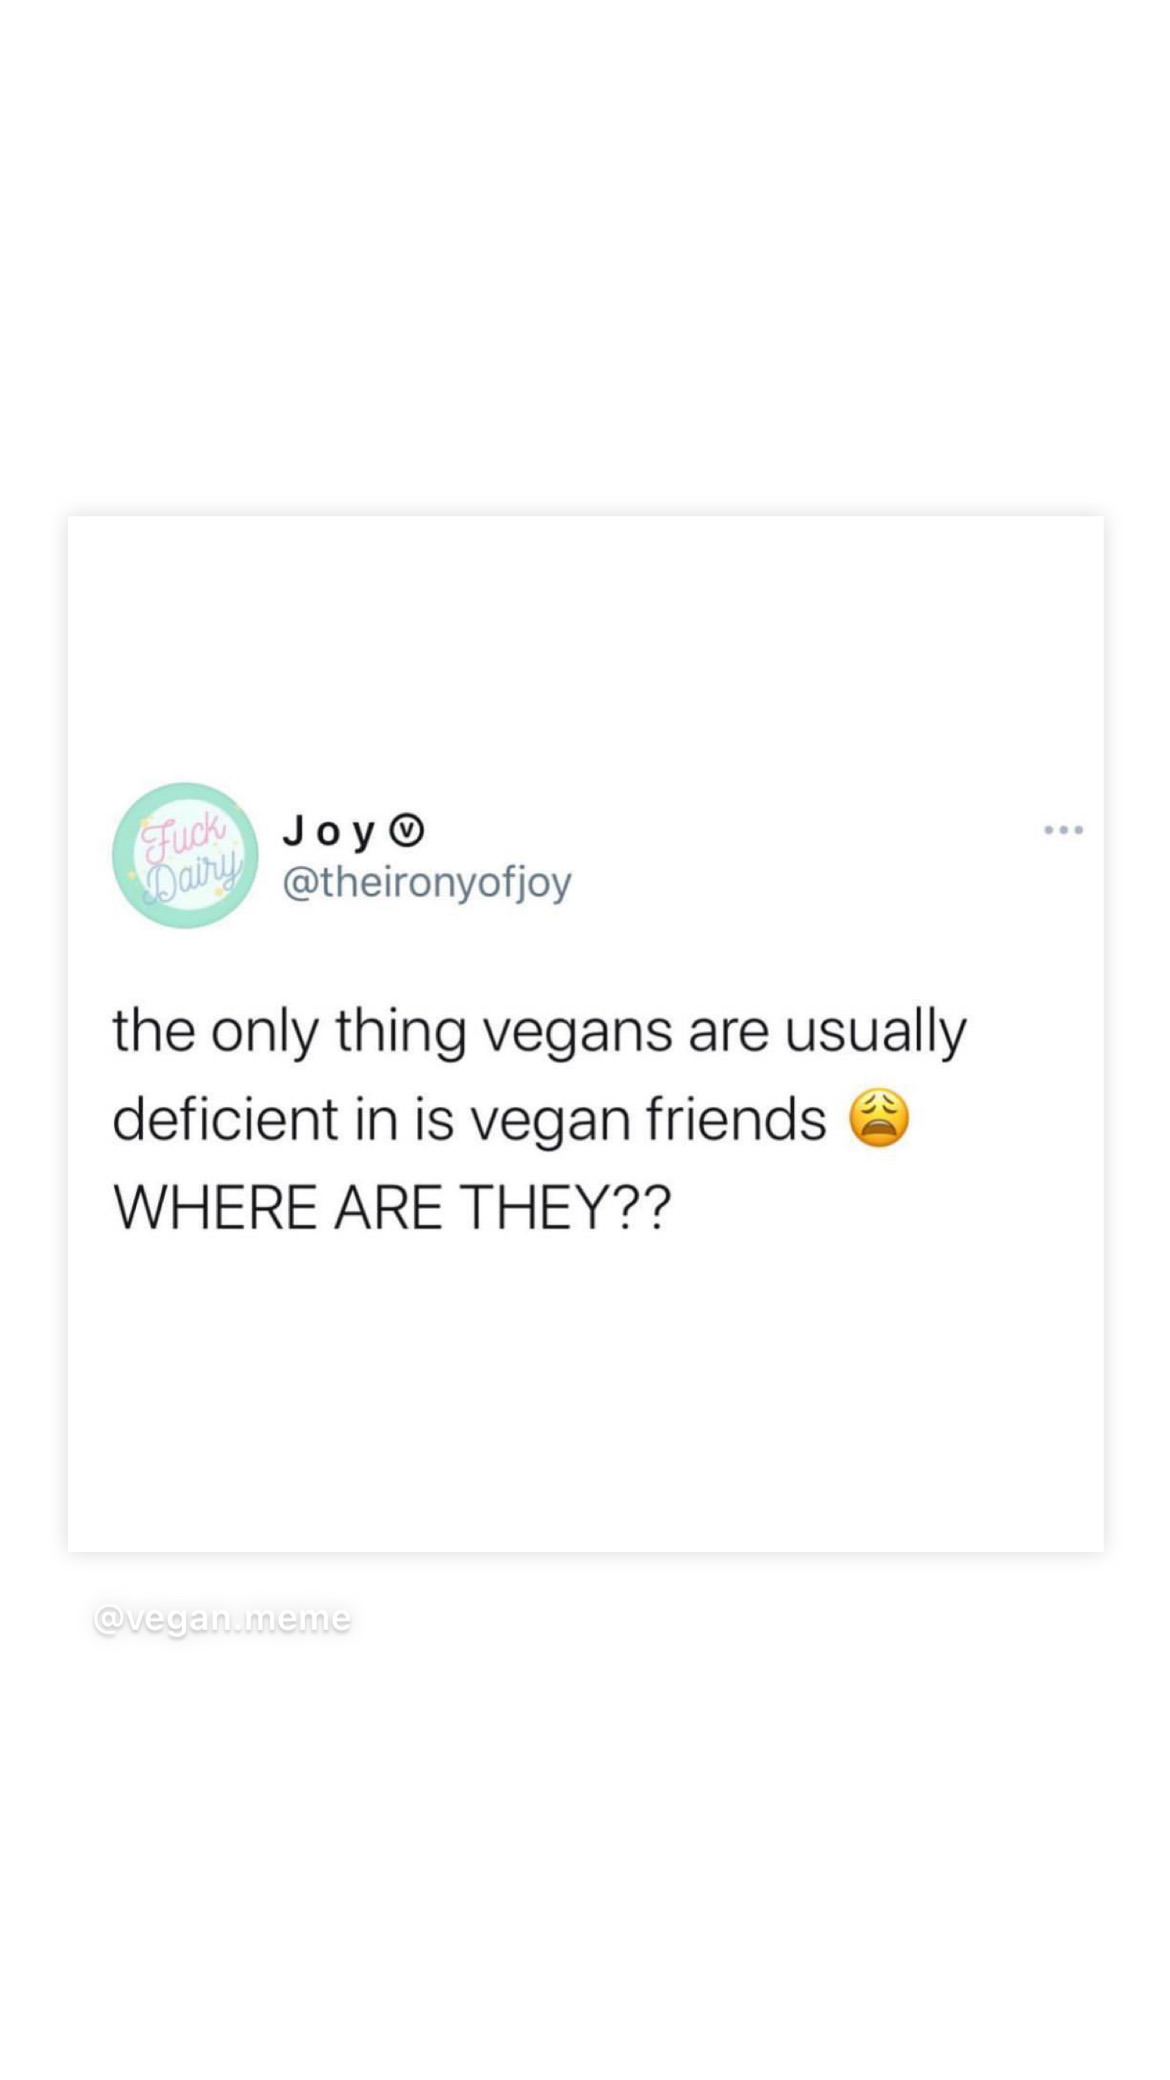 Fuck
Dairy
J o y Ⓥ
@theironyofjoy
the only thing vegans are usually
deficient in is vegan friends 😩
WHERE ARE THEY??
@vegan.meme